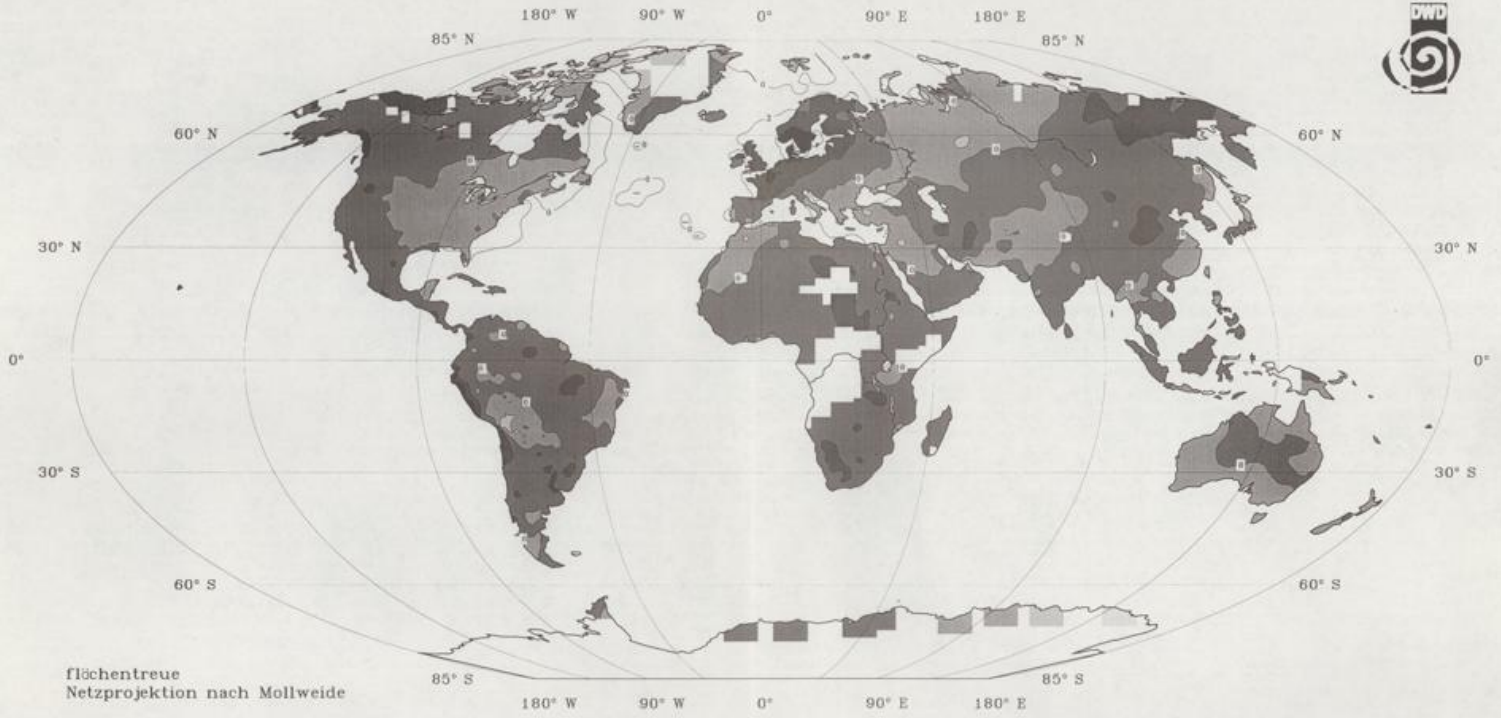 180° W 90° W 0° 90° E 180° E
DWD
85° N 85° N
60° N 60° N
30° N 30° N
0° 0°
30° S 30° S
60° S 60° S
flächentreue
Netzprojektion nach Mollweide
85° S 85° S
180° W 90° W 0° 90° E 180° E